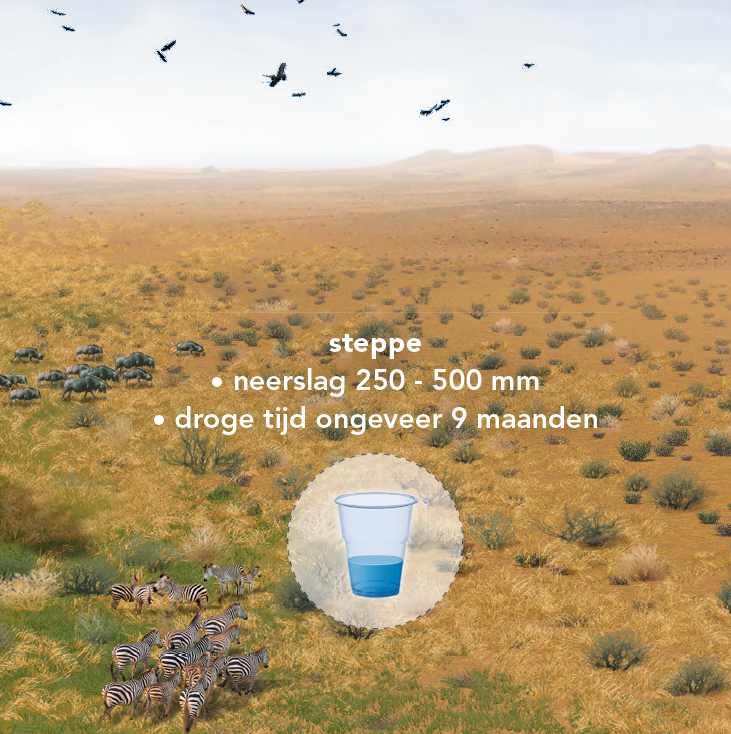 steppe
• neerslag 250 - 500 mm
• droge tijd ongeveer 9 maanden